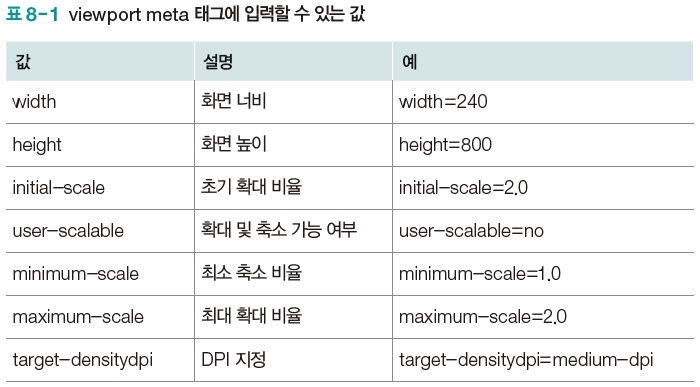 표 8-1 viewport meta 태그에 입력할 수 있는 값
값 설명 예
width 화면 너비 width=240
height 화면 높이 height=800
initial-scale 초기 확대 비율 initial-scale=2.0
user-scalable 확대 및 축소 가능 여부 user-scalable=no
minimum-scale 최소 축소 비율 minimum-scale=1.0
maximum-scale 최대 확대 비율 maximum-scale=2.0
target-densitydpi DPI 지정 target-densitydpi=medium-dpi